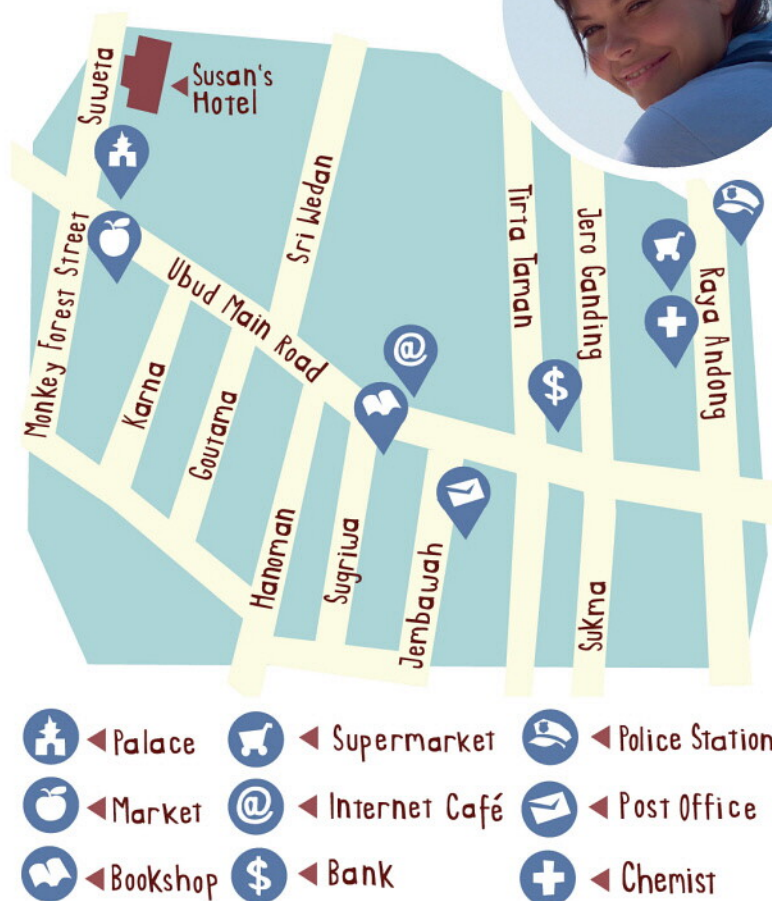 Suweta
Susan's
Hotel
Sri Wedan
Tirta Taman
Jero Ganding
Raya Andong
Monkey Forest Street
Ubud Main Road
@
$
Karna
Goutama
Hanoman
Sugriwa
Jembawah
Sukma
Palace
Supermarket
Police Station
Market
@ Internet Café
Post Office
Bookshop
$ Bank
Chemist